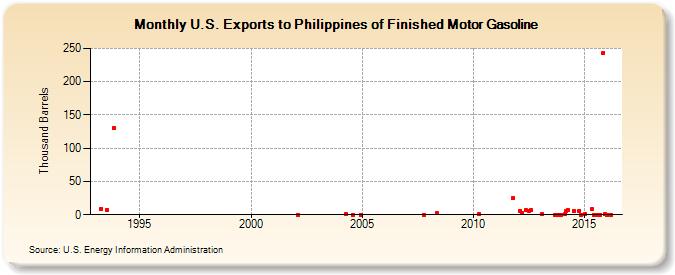 Monthly U.S. Exports to Philippines of Finished Motor Gasoline
Thousand Barrels
250
200
150
100
50
0
1995 2000 2005 2010 2015
Source: U.S. Energy Information Administration